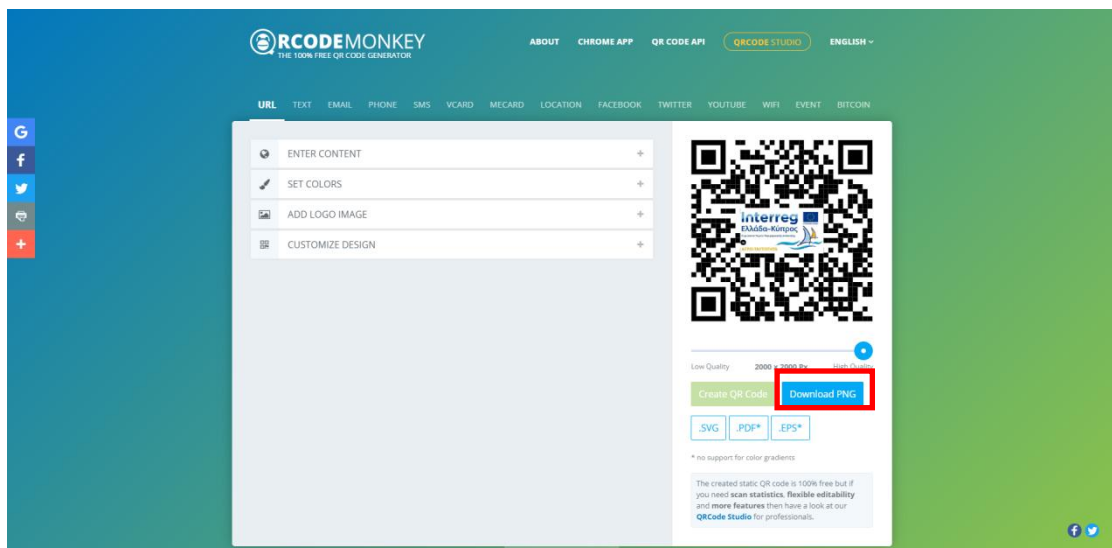 RCODEMONKEY
THE 100% FREE QR CODE GENERATOR
ABOUT CHROME APP QR CODE API QRCODE STUDIO ENGLISH
URL TEXT EMAIL PHONE SMS VCARD MECARD LOCATION FACEBOOK TWITTER YOUTUBE WIFI EVENT BITCOIN
ENTER CONTENT
SET COLORS
ADD LOGO IMAGE
CUSTOMIZE DESIGN
Interreg
Ελλάδα-Κύπρος
Low Quality 2000 x 2000 Px High Quality
Create QR Code Download PNG
.SVG .PDF* .EPS*
* no support for color gradients
The created static QR code is 100% free but if
you need scan statistics, flexible editability
and more features then have a look at our
QRCode Studio for professionals.